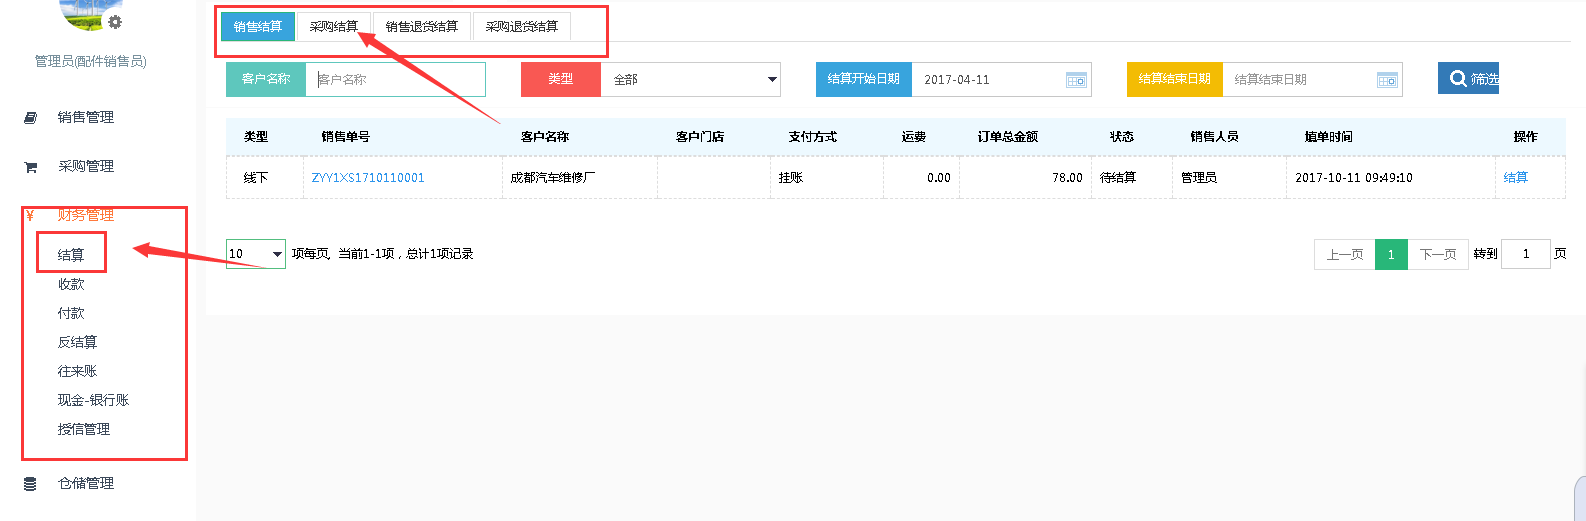 管理员(配件销售员)
销售管理
采购管理
¥ 财务管理
结算
收款
付款
反结算
往来账
现金-银行账
授信管理
仓储管理
销售结算 采购结算 销售退货结算 采购退货结算
客户名称 客户名称 类型 全部 结算开始日期 2017-04-11 结算结束日期 结算结束日期 筛选
类型 销售单号 客户名称 客户门店 支付方式 运费 订单总金额 状态 销售人员 填单时间 操作
线下 ZYY1XS1710110001 成都汽车维修厂 挂账 0.00 78.00 待结算 管理员 2017-10-11 09:49:10 结算
10 项每页, 当前1-1项，总计1项记录 上一页 1 下一页 转到 1 页